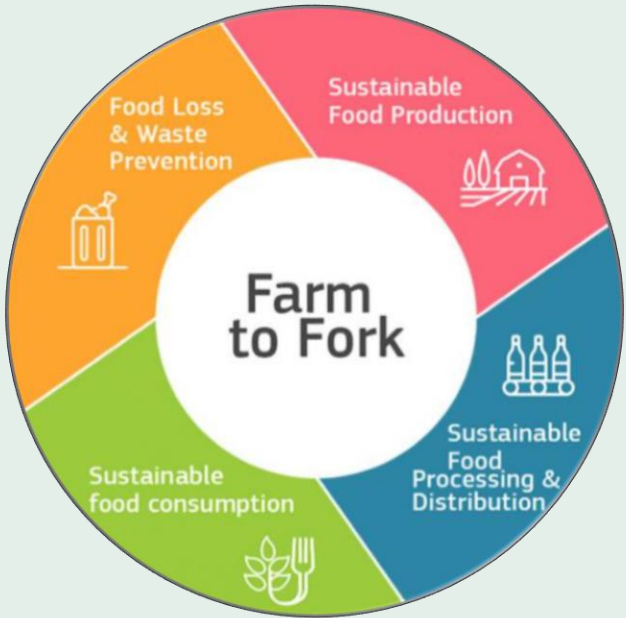 Food Loss
& Waste
Prevention
Sustainable
Food Production
Farm
to Fork
Sustainable
Food
Processing &
Distribution
Sustainable
food consumption